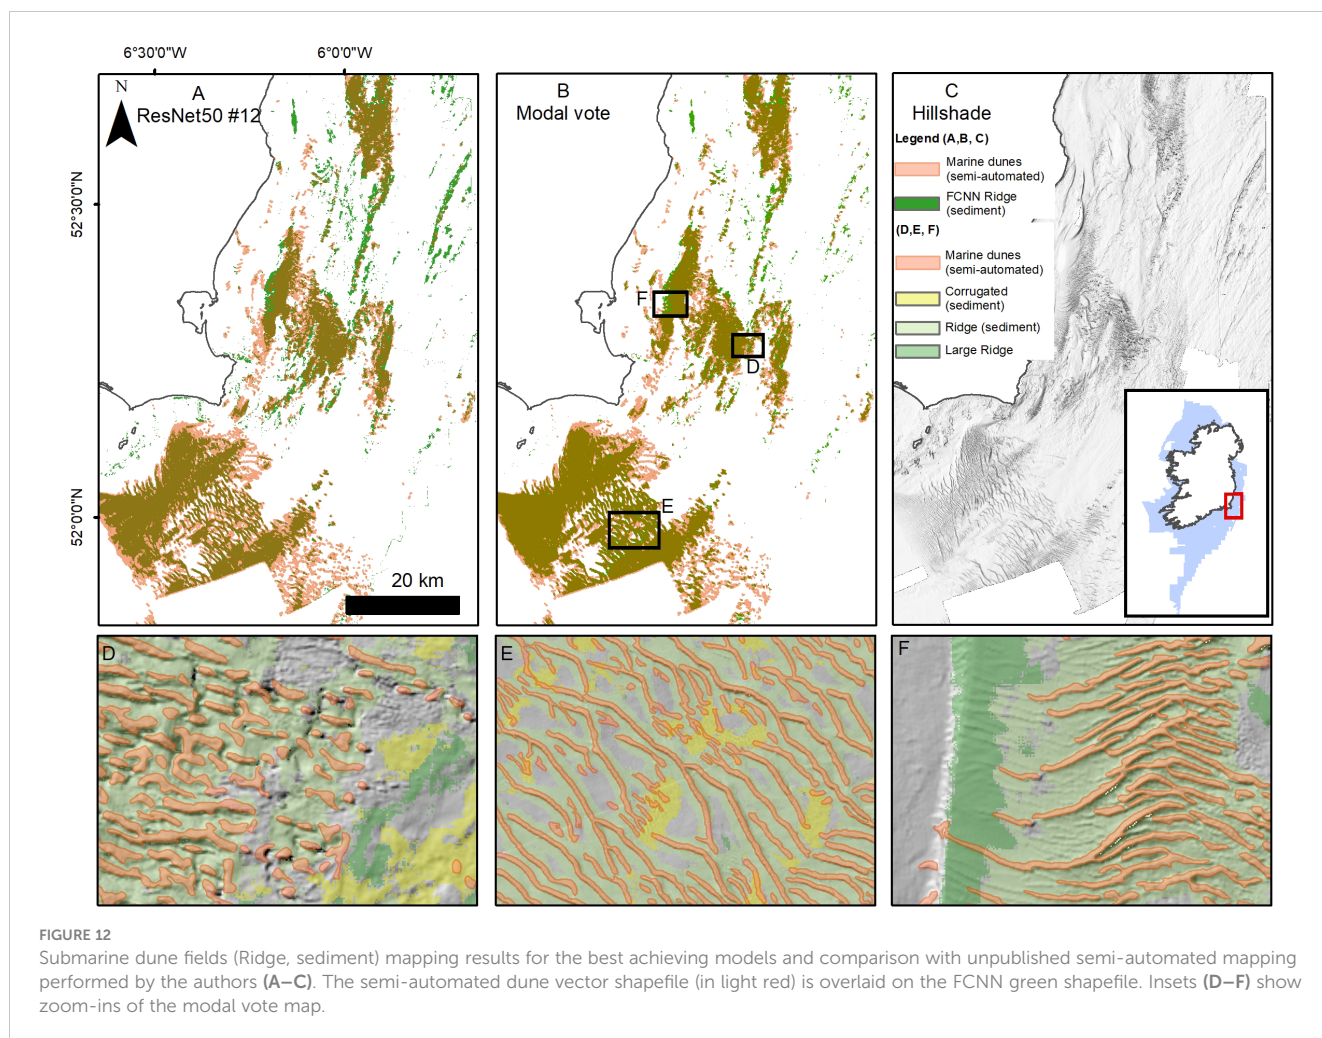 6°30'0"W
6°0'0"W
N
A
ResNet50 #12
B
Modal vote
C
Hillshade
Legend (A,B, C)
Marine dunes
(semi-automated)
FCNN Ridge
(sediment)
(D,E, F)
Marine dunes
(semi-automated)
Corrugated
(sediment)
Ridge (sediment)
Large Ridge
52°30'0"N
52°0'0"N
F
D
E
20 km
D
E
F
FIGURE 12
Submarine dune fields (Ridge, sediment) mapping results for the best achieving models and comparison with unpublished semi-automated mapping
performed by the authors (A–C). The semi-automated dune vector shapefile (in light red) is overlaid on the FCNN green shapefile. Insets (D–F) show
zoom-ins of the modal vote map.